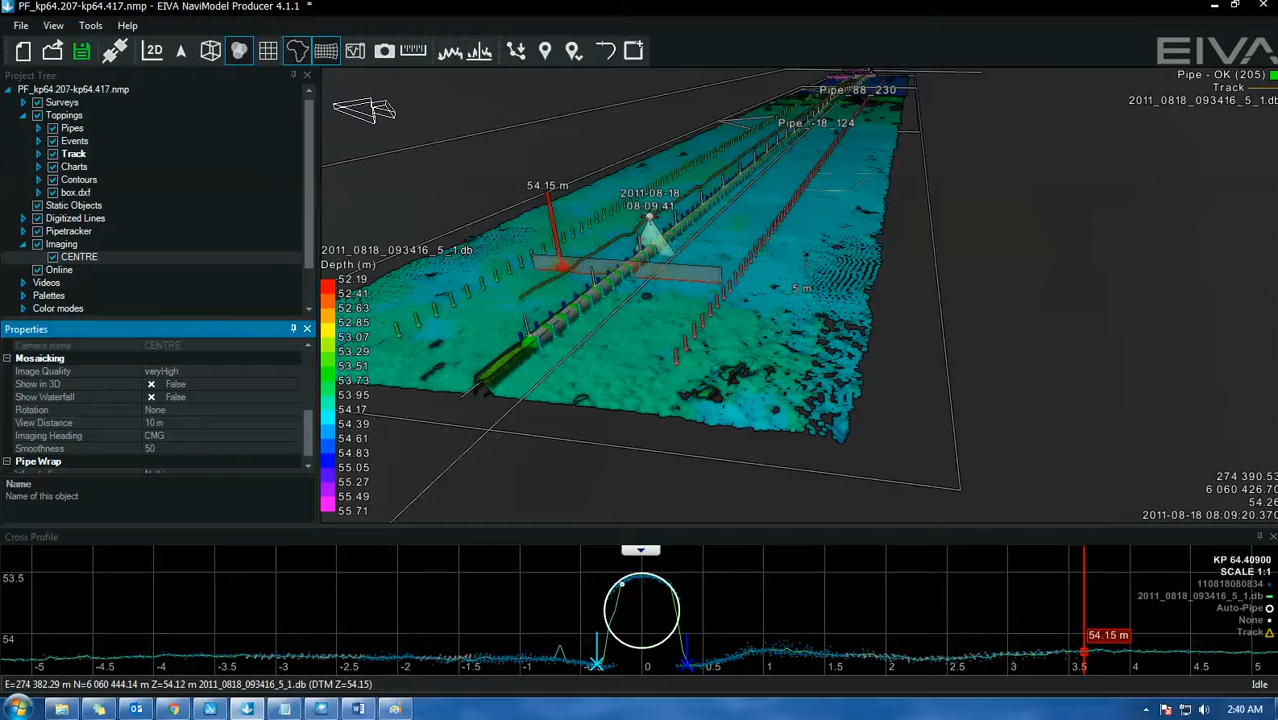 PF_kp64.207-kp64.417.nmp - EIVA NaviModel Producer 4.1.1 *
File View Tools Help
2D
EIVA
Project Tree
PF_kp64.207-kp64.417.nmp
Surveys
Toppings
Pipes
Events
Track
Charts
Contours
box.dxf
Static Objects
Digitized Lines
Pipetracker
Imaging
CENTRE
Online
Videos
Palettes
Color modes
Properties
Camera name CENTRE
Mosaicking
Image Quality veryHigh
Show in 3D False
Show Waterfall False
Rotation None
View Distance 10 m
Imaging Heading CMG
Smoothness 50
Pipe Wrap
Name
Name of this object
Pipe - OK (205)
Track
2011_0818_093416_5_1.db
Pipe_88_230
Pipe_-18_124
54.15 m
2011-08-18
08:09:41
5 m
2011_0818_093416_5_1.db
Depth (m)
52.19
52.41
52.63
52.85
53.07
53.29
53.51
53.73
53.95
54.17
54.39
54.61
54.83
55.05
55.27
55.49
55.71
274 390.53
6 060 426.70
54.26
2011-08-18 08:09:20.370
Cross Profile
53.5
54
KP 64.40900
SCALE 1:1
110818080834
2011_0818_093416_5_1.db
Auto-Pipe
None
Track
54.15 m
-5 -4.5 -4 -3.5 -3 -2.5 -2 -1.5 -1 0 0.5 1 1.5 2 2.5 3 3.5 4 4.5 5
E=274 382.29 m N=6 060 444.14 m Z=54.12 m 2011_0818_093416_5_1.db (DTM Z=54.15)
Idle
2:40 AM